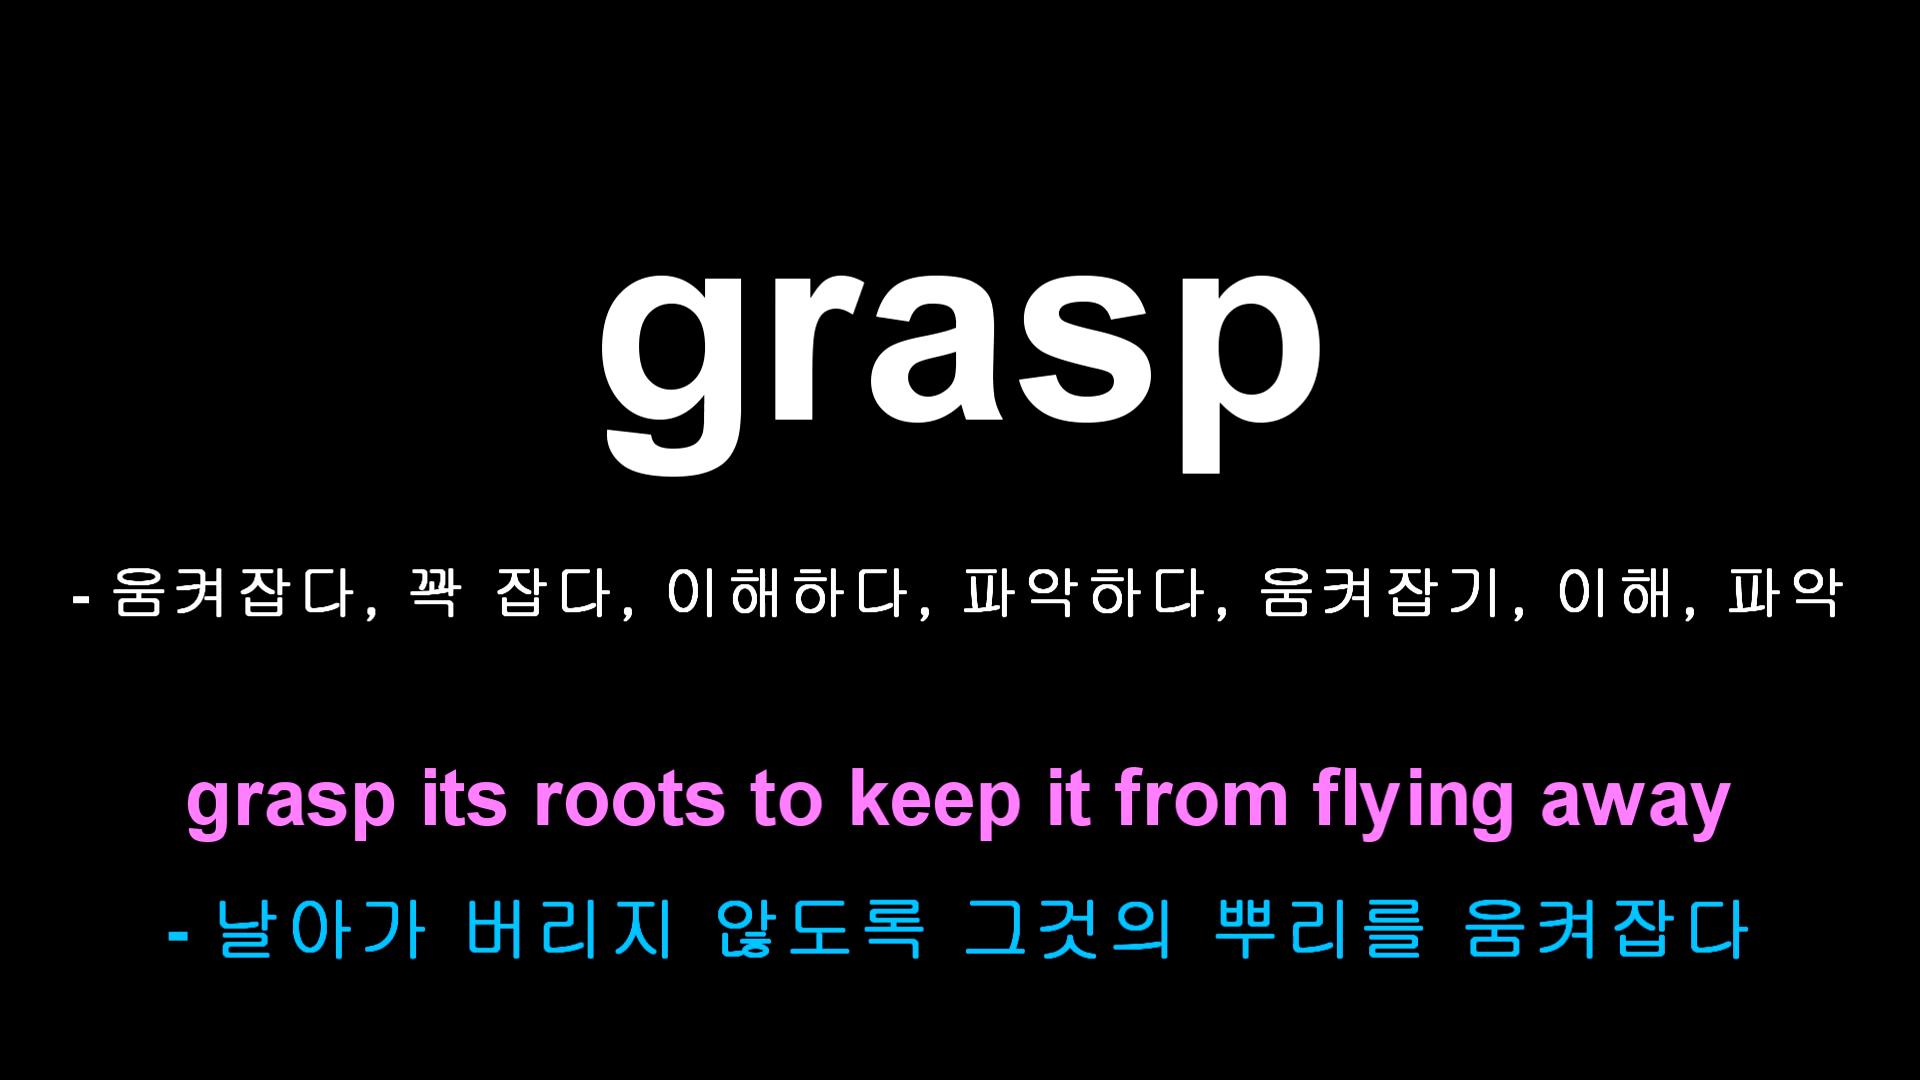 grasp
- 움켜잡다, 꽉 잡다, 이해하다, 파악하다, 움켜잡기, 이해, 파악
grasp its roots to keep it from flying away
- 날아가 버리지 않도록 그것의 뿌리를 움켜잡다